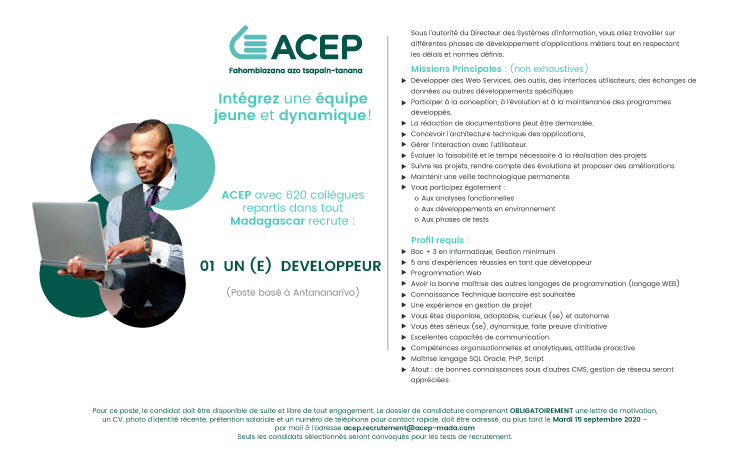 ACEP
Fahombiazana azo tsapain-tanana
Intégrez une équipe
jeune et dynamique!
ACEP avec 620 collègues
repartis dans tout
Madagascar recrute :
01 UN (E) DEVELOPPEUR
(Poste basé à Antananarivo)
Sous l'autorité du Directeur des Systèmes d'information, vous allez travailler sur
différentes phases de développement d'applications métiers tout en respectant
les délais et normes définis.
Missions Principales : (non exhaustives)
Développer des Web Services, des outils, des interfaces utilisateurs, des échanges de
données ou autres développements spécifiques
Participer à la conception, à l'évolution et à la maintenance des programmes
développés.
La rédaction de documentations peut être demandée.
Concevoir l'architecture technique des applications,
Gérer l'interaction avec l'utilisateur.
Évaluer la faisabilité et le temps nécessaire à la réalisation des projets
Suivre les projets, rendre compte des évolutions et proposer des améliorations
Maintenir une veille technologique permanente
Vous participez également :
o Aux analyses fonctionnelles
o Aux développements en environnement
o Aux phases de tests
Profil requis :
Bac + 3 en informatique, Gestion minimum
5 ans d'expériences réussies en tant que développeur
Programmation Web
Avoir la bonne maîtrise des autres langages de programmation (langage WEB)
Connaissance Technique bancaire est souhaitée
Une expérience en gestion de projet
Vous êtes disponible, adaptable, curieux (se) et autonome
Vous êtes sérieux (se), dynamique, faite preuve d'initiative
Excellentes capacités de communication
Compétences organisationnelles et analytiques, attitude proactive
Maîtrise langage SQL Oracle, PHP, Script
Atout : de bonnes connaissances sous d'autres CMS, gestion de réseau seront
appréciées
Pour ce poste, le candidat doit être disponible de suite et libre de tout engagement. Le dossier de candidature comprenant OBLIGATOIREMENT une lettre de motivation,
un CV, photo d'identité récente, prétention salariale et un numéro de téléphone pour contact rapide, doit être adressé, au plus tard le Mardi 15 septembre 2020 –
par mail à l'adresse acep.recrutement@acep-mada.com
Seuls les candidats sélectionnés seront convoqués pour les tests de recrutement.